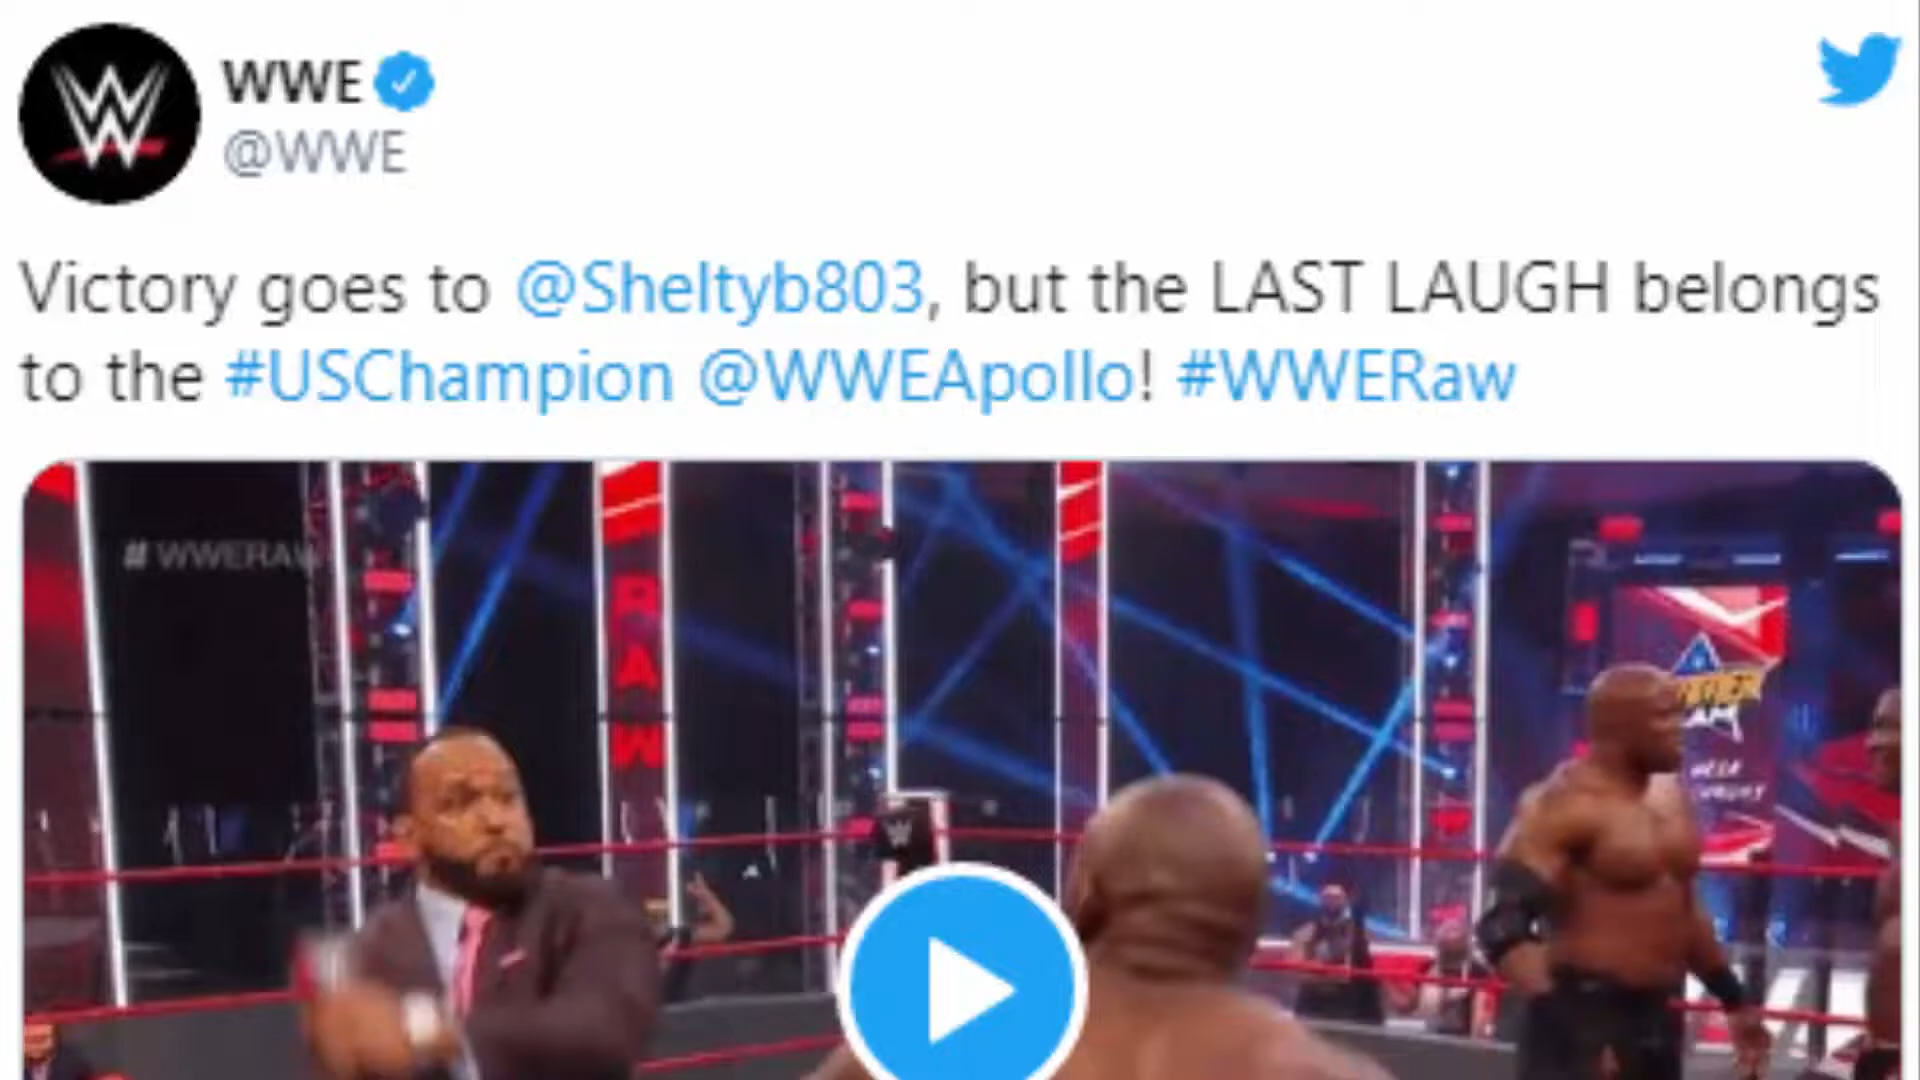 WWE
@WWE
Victory goes to @Sheltyb803, but the LAST LAUGH belongs
to the #USChampion @WWEApollo! #WWERaw
#WWERAW
RAW